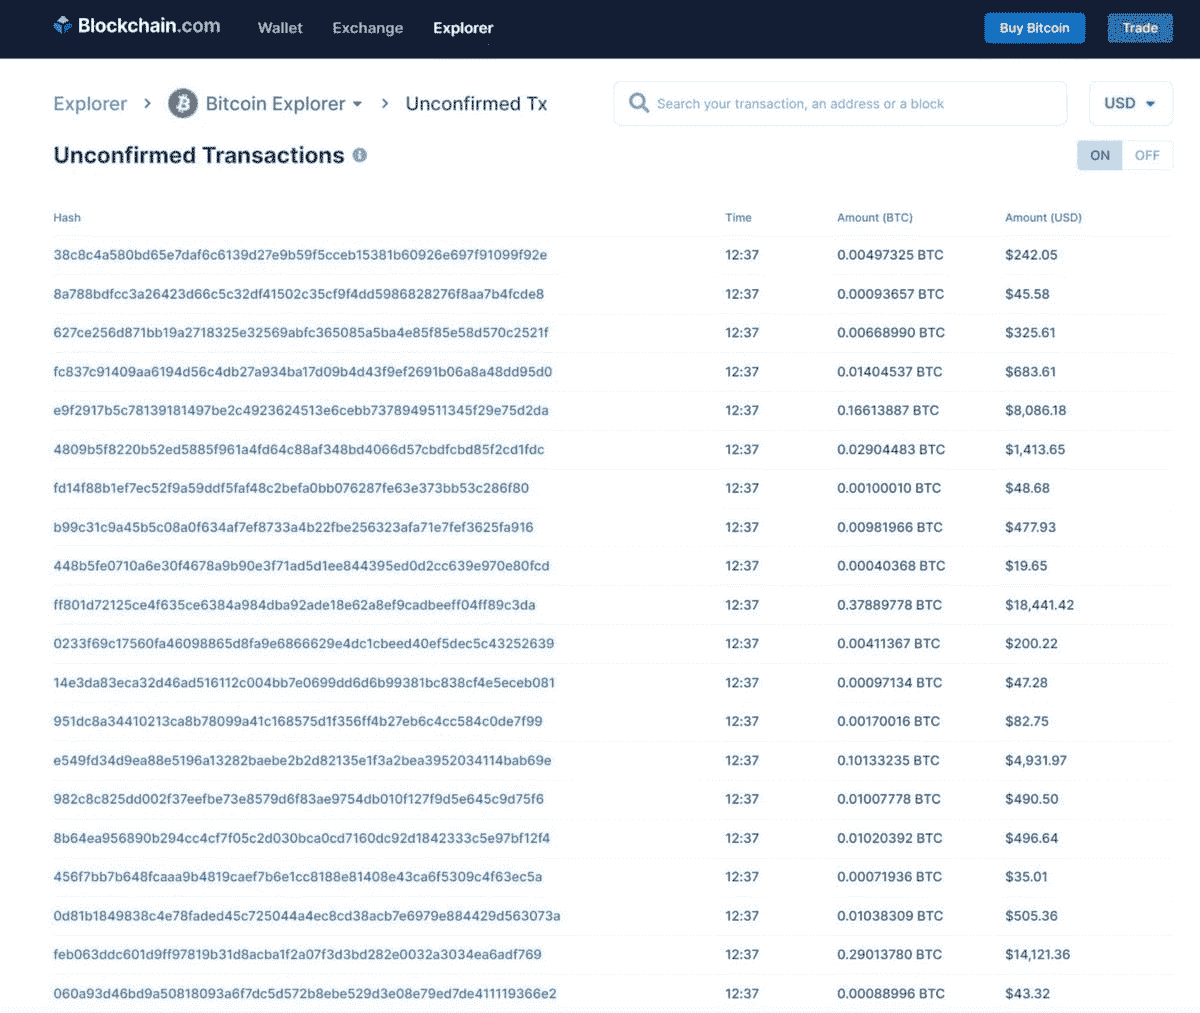 Blockchain.com Wallet Exchange Explorer Buy Bitcoin Trade
Explorer > Bitcoin Explorer > Unconfirmed Tx Search your transaction, an address or a block USD
Unconfirmed Transactions ON OFF
Hash Time Amount (BTC) Amount (USD)
38c8c4a580bd65e7daf6c6139d27e9b59f5cceb15381b60926e697f91099f92e 12:37 0.00497325 BTC $242.05
8a788bdfcc3a26423d66c5c32df41502c35cf9f4dd5986828276f8aa7b4fcde8 12:37 0.00093657 BTC $45.58
627ce256d871bb19a2718325e32569abfc365085a5ba4e85f85e58d570c2521f 12:37 0.00668990 BTC $325.61
fc837c91409aa6194d56c4db27a934ba17d09b4d43f9ef2691b06a8a48dd95d0 12:37 0.01404537 BTC $683.61
e9f2917b5c78139181497be2c4923624513e6cebb7378949511345f29e75d2da 12:37 0.16613887 BTC $8,086.18
4809b5f8220b52ed5885f961a4fd64c88af348bd4066d57cbdfcbd85f2cd1fdc 12:37 0.02904483 BTC $1,413.65
fd14f88b1ef7ec52f9a59ddf5faf48c2befa0bb076287fe63e373bb53c286f80 12:37 0.00100010 BTC $48.68
b99c31c9a45b5c08a0f634af7ef8733a4b22fbe256323afa71e7fef3625fa916 12:37 0.00981966 BTC $477.93
448b5fe0710a6e30f4678a9b90e3f71ad5d1ee844395ed0d2cc639e970e80fcd 12:37 0.00040368 BTC $19.65
ff801d72125ce4f635ce6384a984dba92ade18e62a8ef9cadbeeff04ff89c3da 12:37 0.37889778 BTC $18,441.42
0233f69c17560fa46098865d8fa9e6866629e4dc1cbeed40ef5dec5c43252639 12:37 0.00411367 BTC $200.22
14e3da83eca32d46ad516112c004bb7e0699dd6d6b99381bc838cf4e5eceb081 12:37 0.00097134 BTC $47.28
951dc8a34410213ca8b78099a41c168575d1f356ff4b27eb6c4cc584c0de7f99 12:37 0.00170016 BTC $82.75
e549fd34d9ea88e5196a13282baebe2b2d82135e1f3a2bea3952034114bab69e 12:37 0.10133235 BTC $4,931.97
982c8c825dd002f37eefbe73e8579d6f83ae9754db010f127f9d5e645c9d75f6 12:37 0.01007778 BTC $490.50
8b64ea956890b294cc4cf7f05c2d030bca0cd7160dc92d1842333c5e97bf12f4 12:37 0.01020392 BTC $496.64
456f7bb7b648fcaaa9b4819caef7b6e1cc8188e81408e43ca6f5309c4f63ec5a 12:37 0.00071936 BTC $35.01
0d81b1849838c4e78faded45c725044a4ec8cd38acb7e6979e884429d563073a 12:37 0.01038309 BTC $505.36
feb063ddc601d9ff97819b31d8acba1f2a07f3d3bd282e0032a3034ea6adf769 12:37 0.29013780 BTC $14,121.36
060a93d46bd9a50818093a6f7dc5d572b8ebe529d3e08e79ed7de411119366e2 12:37 0.00088996 BTC $43.32